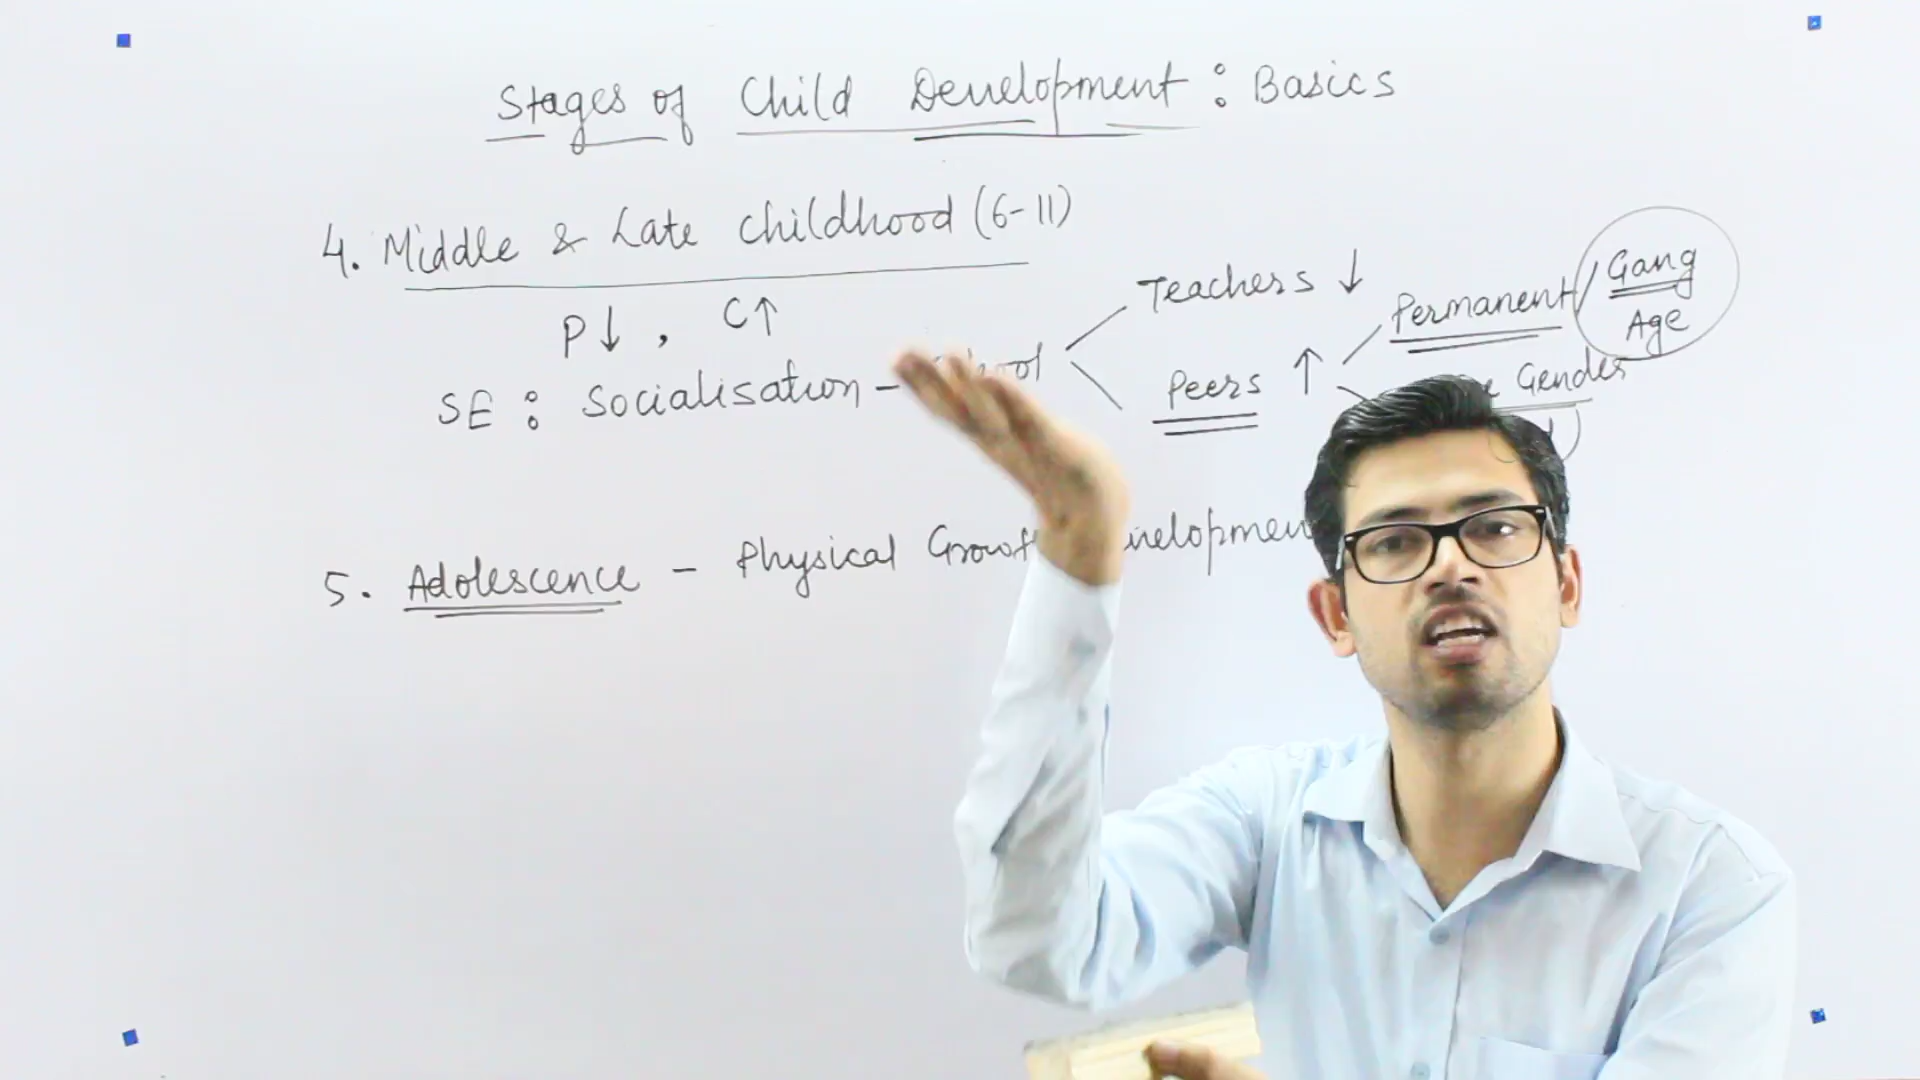 Stages of Child Development : Basics
4. Middle & Late childhood (6-11)
P↓ , C↑
Teachers ↓
Permanent / Gang
Age
SE : Socialisation -
Peers ↑
Gender
5. Adolescence - Physical